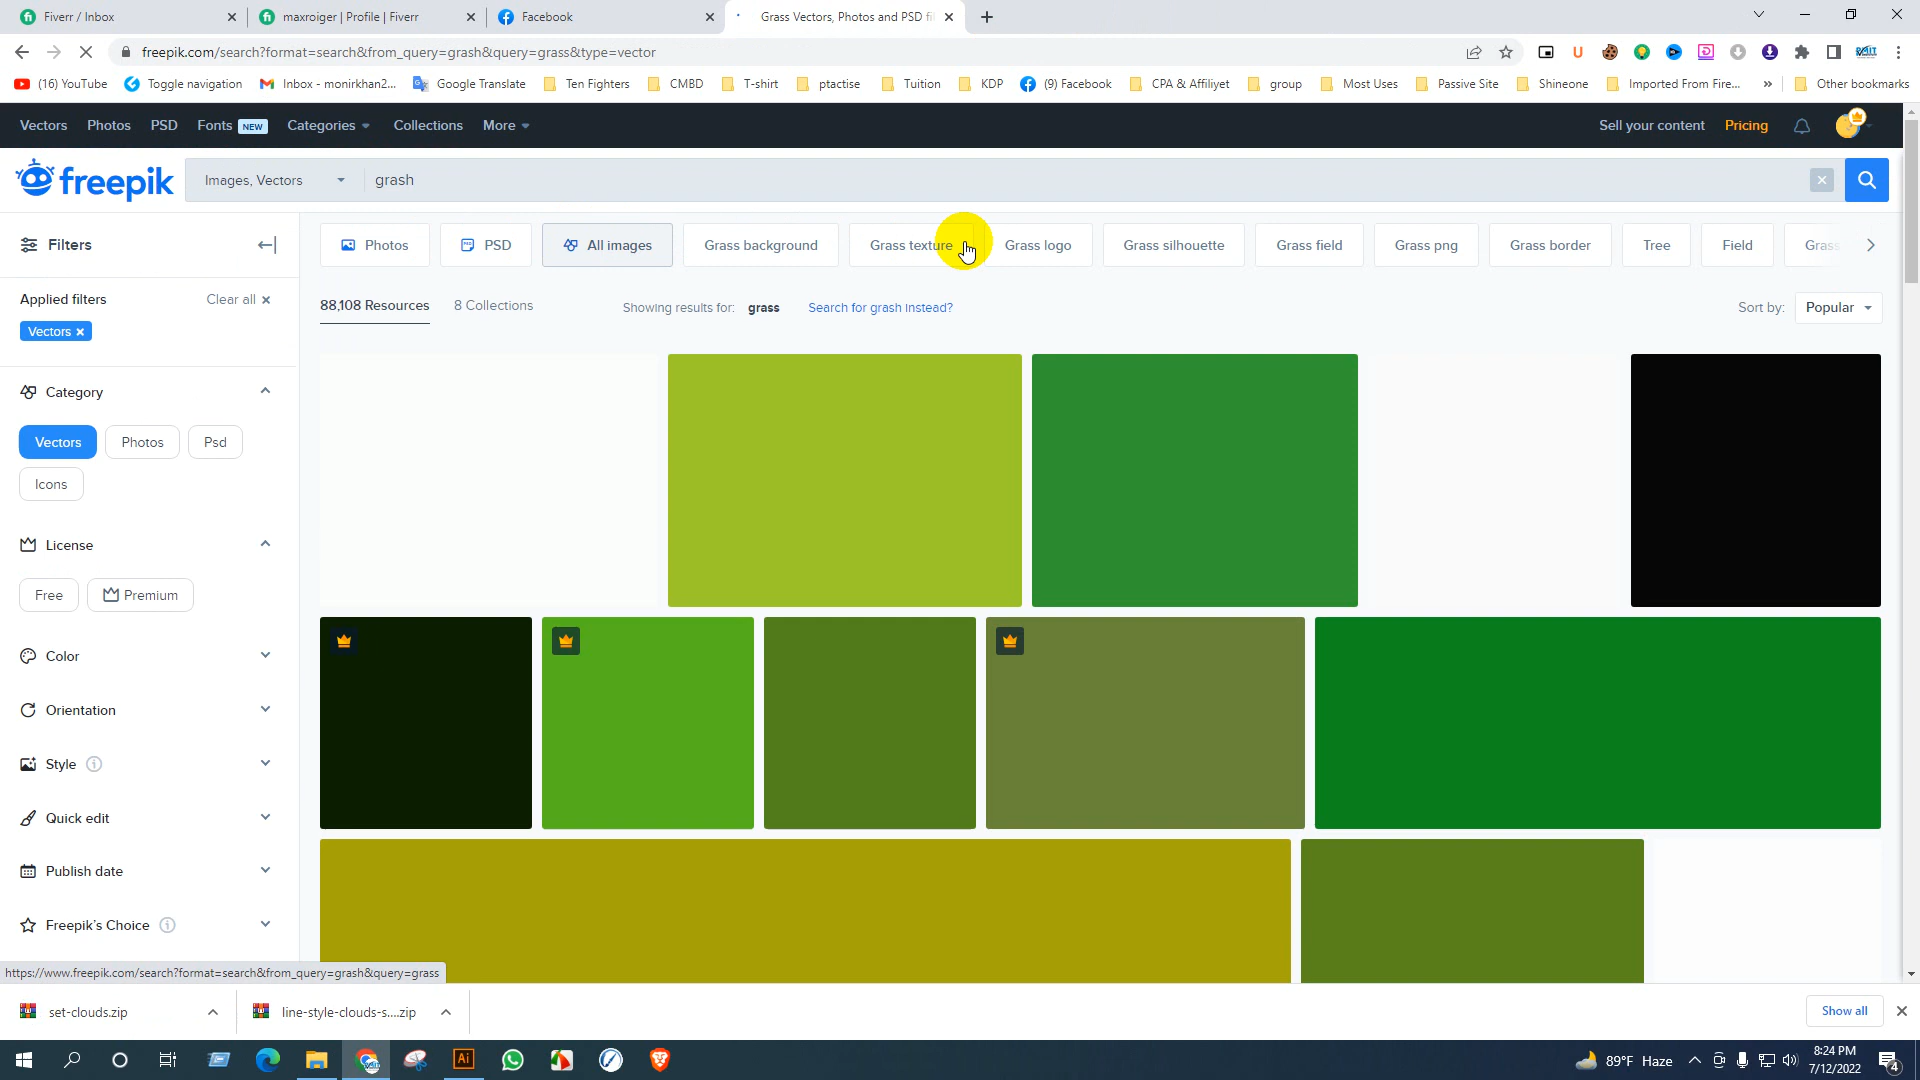 Fiverr / Inbox
maxroiger | Profile | Fiverr
Facebook
Grass Vectors, Photos and PSD fi
freepik.com/search?format=search&from_query=grash&query=grass&type=vector
(16) YouTube
Toggle navigation
Inbox - monirkhan2...
Google Translate
Ten Fighters
CMBD
T-shirt
ptactise
Tuition
KDP
(9) Facebook
CPA & Affiliyet
group
Most Uses
Passive Site
Shineone
Imported From Fire...
»
Other bookmarks
Vectors
Photos
PSD
Fonts NEW
Categories
Collections
More
Sell your content
Pricing
freepik
Images, Vectors
grash
Filters
Photos
PSD
All images
Grass background
Grass texture
Grass logo
Grass silhouette
Grass field
Grass png
Grass border
Tree
Field
Grass
Applied filters
Clear all
Vectors
88,108 Resources
8 Collections
Showing results for: grass
Search for grash instead?
Sort by: Popular
Category
Vectors
Photos
Psd
Icons
License
Free
Premium
Color
Orientation
Style
Quick edit
Publish date
Freepik's Choice
https://www.freepik.com/search?format=search&from_query=grash&query=grass
set-clouds.zip
line-style-clouds-s....zip
Show all
Ai
89°F Haze
8:24 PM
7/12/2022
4